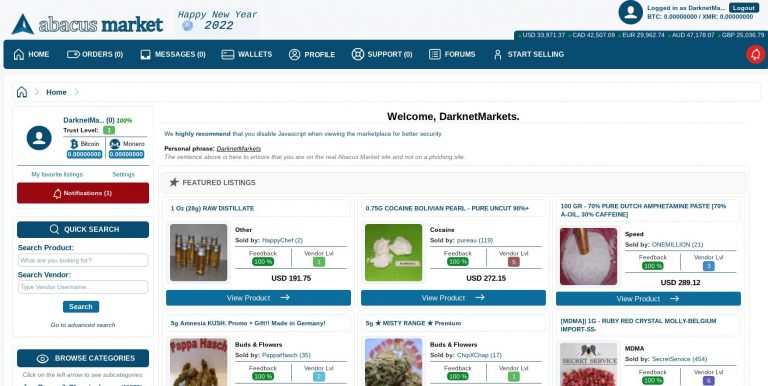 abacus market
Happy New Year
2022
Logged in as DarknetMa...
Logout
BTC: 0.00000000 / XMR: 0.00000000
USD 33,971.37 CAD 42,507.09 EUR 29,962.74 AUD 47,178.07 GBP 25,036.79
HOME
ORDERS (0)
MESSAGES (0)
WALLETS
PROFILE
SUPPORT (0)
FORUMS
START SELLING
Home
DarknetMa... (0) 100%
Trust Level: 1
Bitcoin
0.00000000
Monero
0.00000000
My favorite listings
Settings
Notifications (1)
QUICK SEARCH
Search Product:
What are you looking for?
Search Vendor:
Type Vendor Username...
Search
Go to advanced search
BROWSE CATEGORIES
Click on the left arrow to see subcategories.
Welcome, DarknetMarkets.
We highly recommend that you disable Javascript when viewing the marketplace for better security.
Personal phrase: DarknetMarkets
The sentence above is here to ensure that you are on the real Abacus Market site and not on a phishing site.
FEATURED LISTINGS
1 Oz (28g) RAW DISTILLATE
Other
Sold by: HappyChef (2)
Feedback
Vendor Lvl
100 %
1
USD 191.75
View Product
0.75G COCAINE BOLIVIAN PEARL - PURE UNCUT 90%+
Cocaine
Sold by: pureau (119)
Feedback
Vendor Lvl
100 %
5
USD 272.15
View Product
100 GR - 70% PURE DUTCH AMPHETAMINE PASTE [70%
A-OIL, 30% CAFFEINE]
Speed
Sold by: ONEMILLION (21)
Feedback
Vendor Lvl
100 %
3
USD 289.12
View Product
5g Amnesia KUSH. Promo + Gift!! Made in Germany!
Pappa Hasch
Buds & Flowers
Sold by: PappaHasch (35)
Feedback
Vendor Lvl
100 %
2
5g ★ MISTY RANGE ★ Premium
Buds & Flowers
Sold by: ChipXChap (17)
Feedback
Vendor Lvl
100 %
1
[MDMA]| 1G - RUBY RED CRYSTAL MOLLY-BELGIUM
IMPORT-$$-
SECRET SERVICE
MDMA
Sold by: SecretService (454)
Feedback
Vendor Lvl
100 %
6